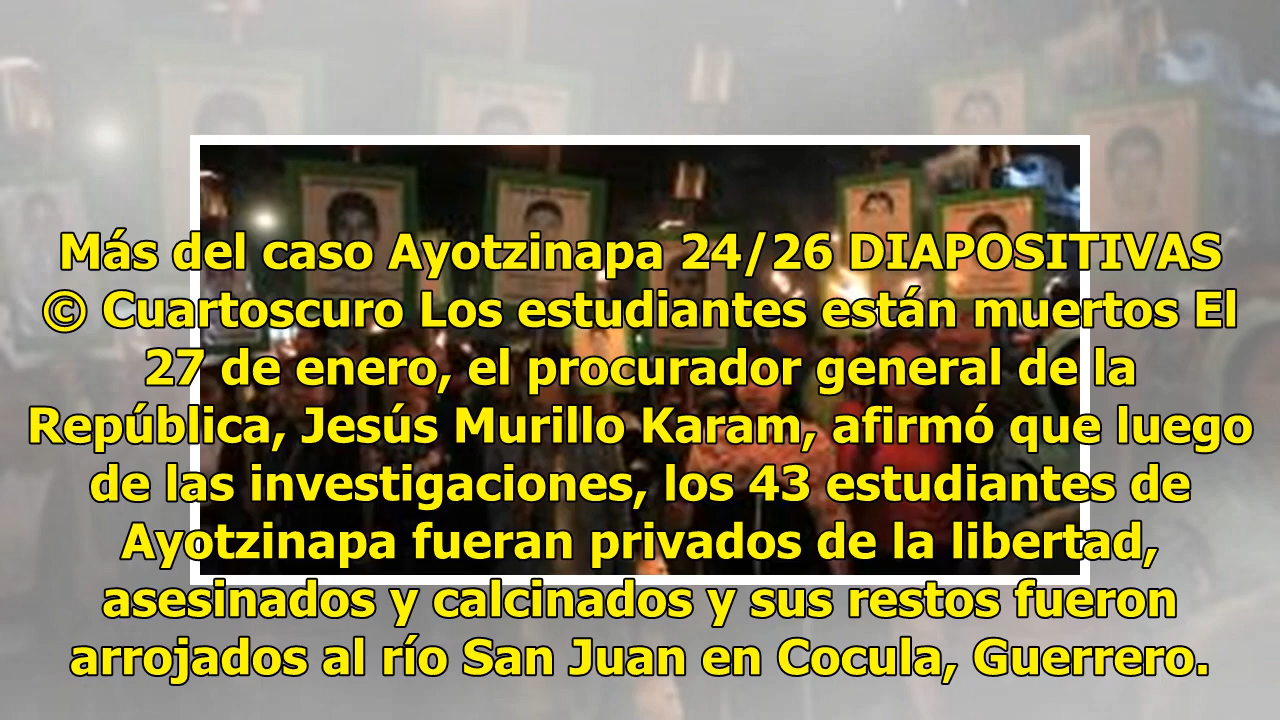 Más del caso Ayotzinapa 24/26 DIAPOSITIVAS
© Cuartoscuro Los estudiantes están muertos El
27 de enero, el procurador general de la
República, Jesús Murillo Karam, afirmó que luego
de las investigaciones, los 43 estudiantes de
Ayotzinapa fueran privados de la libertad,
asesinados y calcinados y sus restos fueron
arrojados al río San Juan en Cocula, Guerrero.